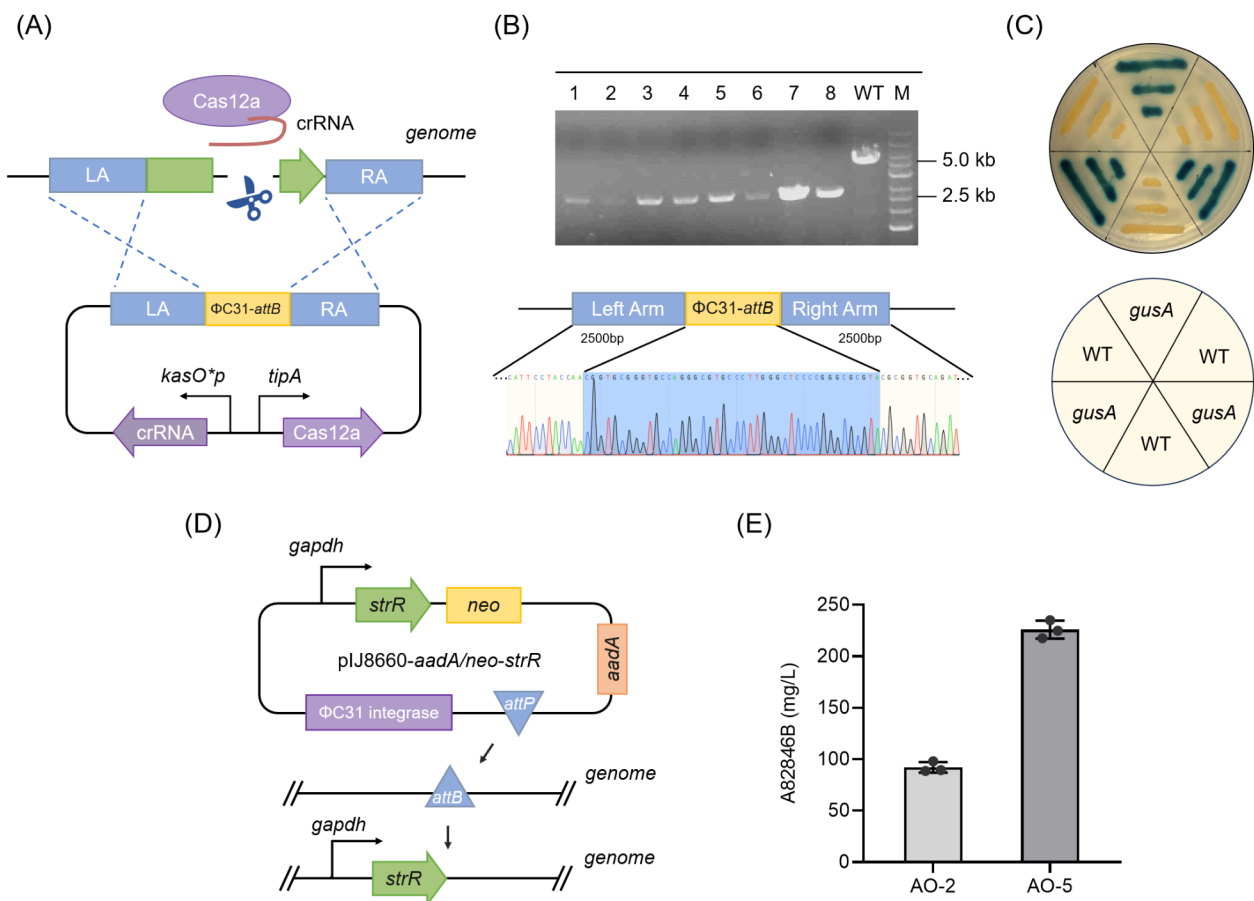 (A)
Cas12a
crRNA
genome
LA
RA
LA
ΦC31-attB
RA
kasO*p
tipA
crRNA
Cas12a
(B)
1 2 3 4 5 6 7 8 WT M
5.0 kb
2.5 kb
Left Arm
ΦC31-attB
Right Arm
2500bp
2500bp
(C)
gusA
WT
WT
gusA
gusA
WT
(D)
gapdh
strR
neo
aadA
pIJ8660-aadA/neo-strR
ΦC31 integrase
attP
genome
attB
gapdh
genome
strR
(E)
A82846B (mg/L)
250
200
150
100
50
0
AO-2
AO-5